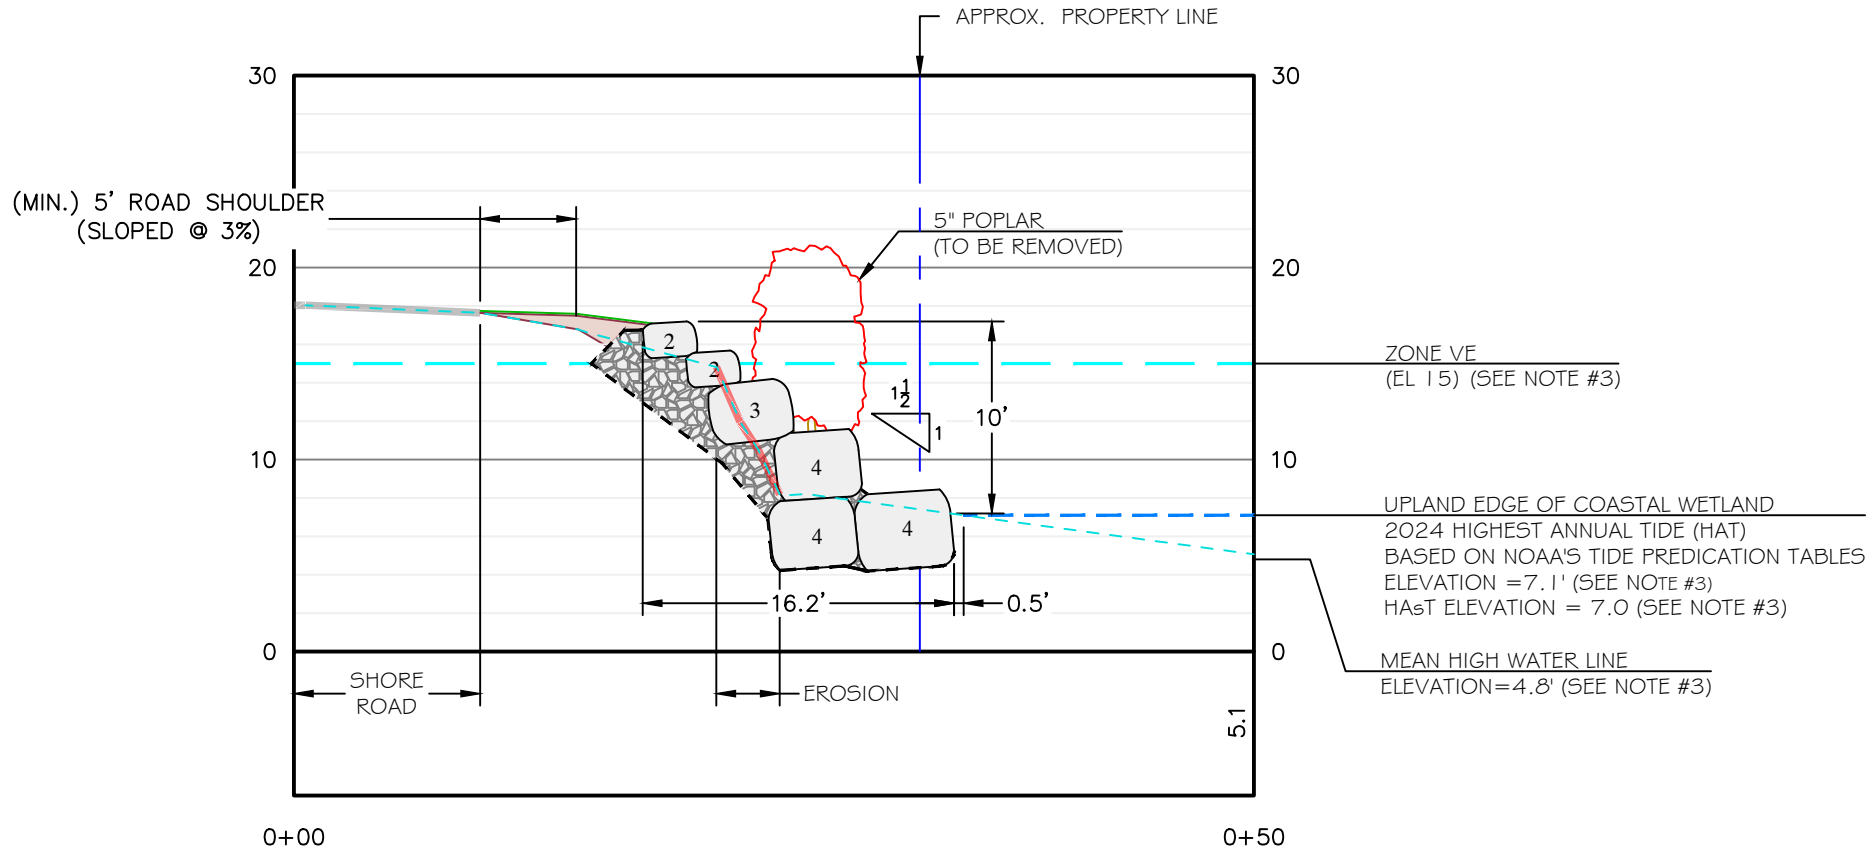 APPROX. PROPERTY LINE
30
30
(MIN.) 5' ROAD SHOULDER
(SLOPED @ 3%)
5" POPLAR
(TO BE REMOVED)
20
20
2
2
3
4
4
4
1 1/2
1
10'
ZONE VE
(EL 15) (SEE NOTE #3)
10
10
UPLAND EDGE OF COASTAL WETLAND
2024 HIGHEST ANNUAL TIDE (HAT)
BASED ON NOAA'S TIDE PREDICATION TABLES
ELEVATION =7.1' (SEE NOTE #3)
HAsT ELEVATION = 7.0 (SEE NOTE #3)
16.2'
0.5'
0
0
MEAN HIGH WATER LINE
ELEVATION=4.8' (SEE NOTE #3)
SHORE
ROAD
EROSION
5.1
0+00
0+50